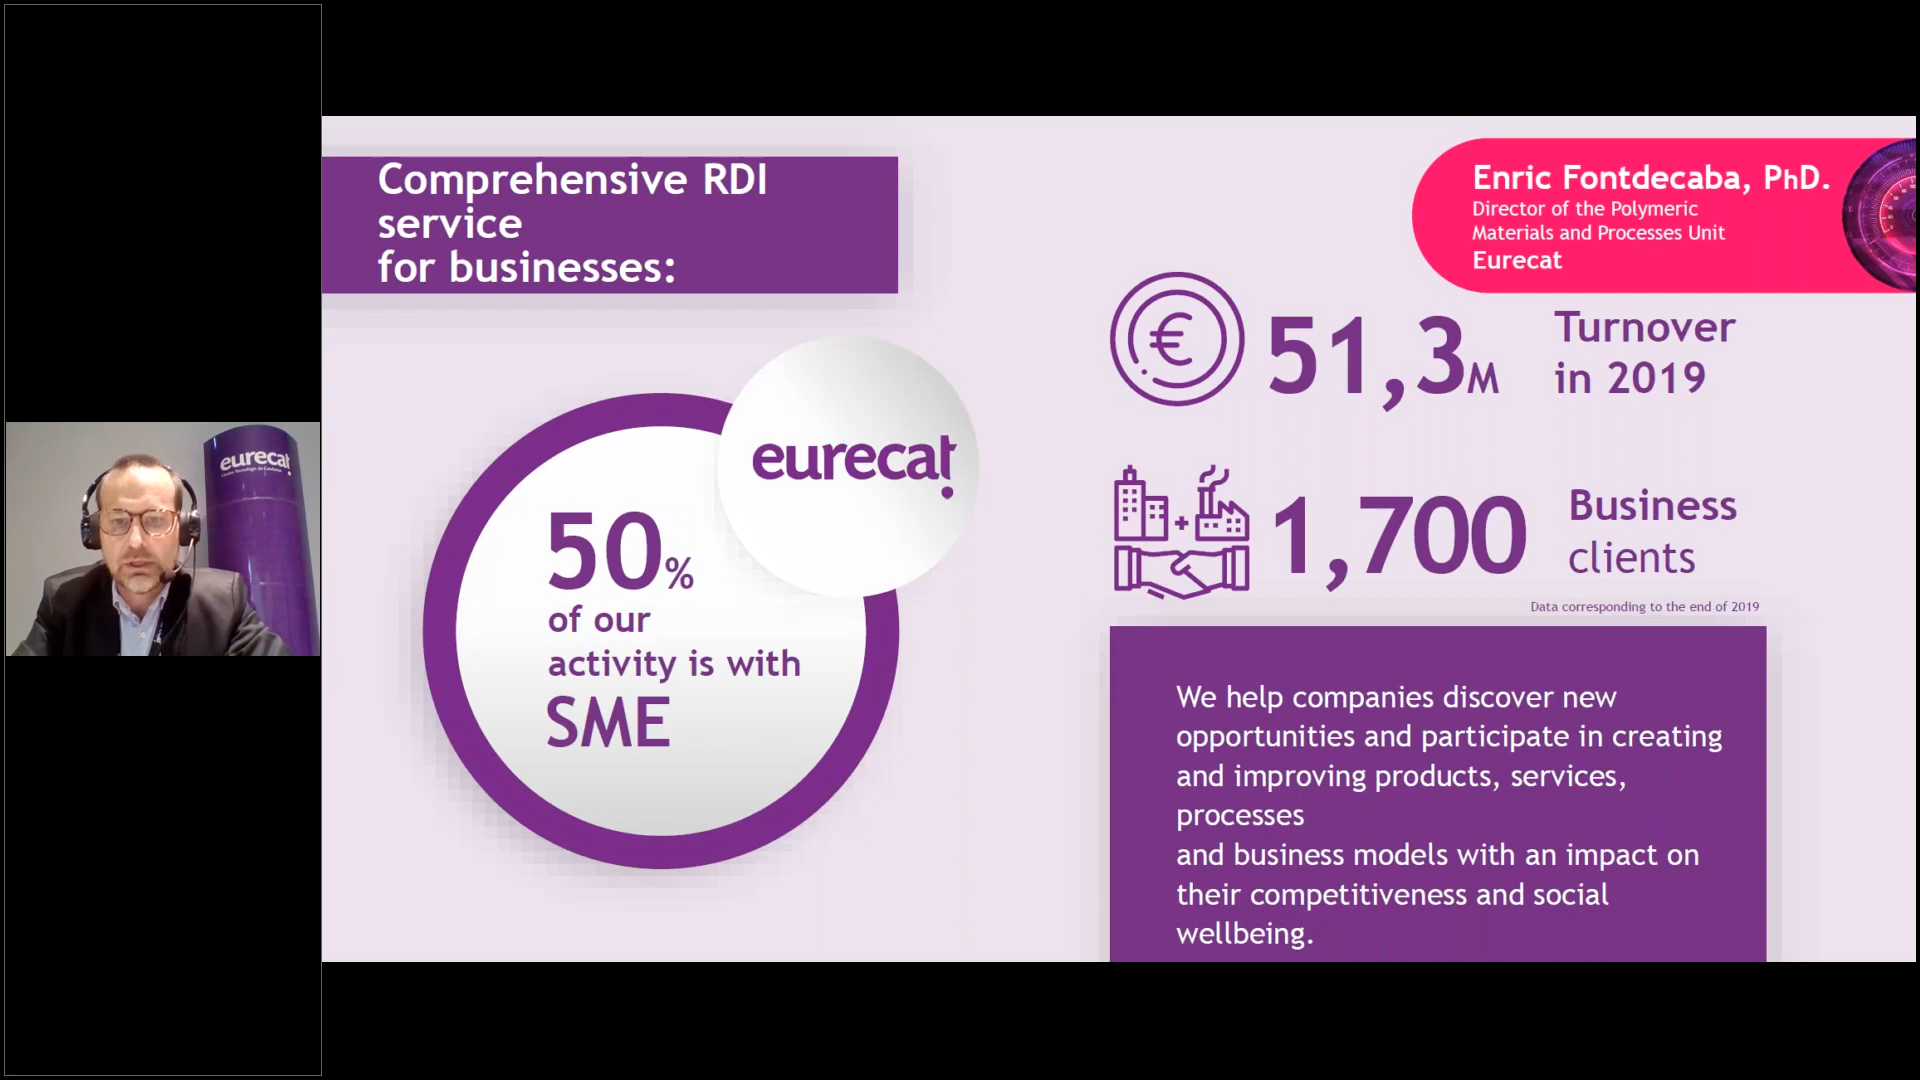 Comprehensive RDI
service
for businesses:
Enric Fontdecaba, PhD.
Director of the Polymeric
Materials and Processes Unit
Eurecat
€ 51,3M Turnover
in 2019
eurecat
50%
of our
activity is with
SME
1,700 Business
clients
Data corresponding to the end of 2019
We help companies discover new
opportunities and participate in creating
and improving products, services,
processes
and business models with an impact on
their competitiveness and social
wellbeing.
eurecat